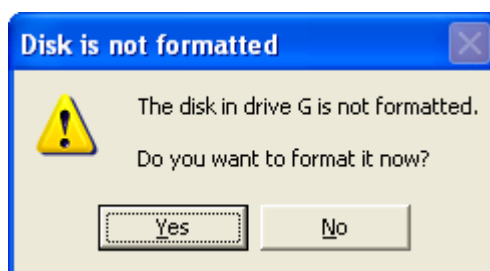 Disk is not formatted
The disk in drive G is not formatted.
Do you want to format it now?
Yes No